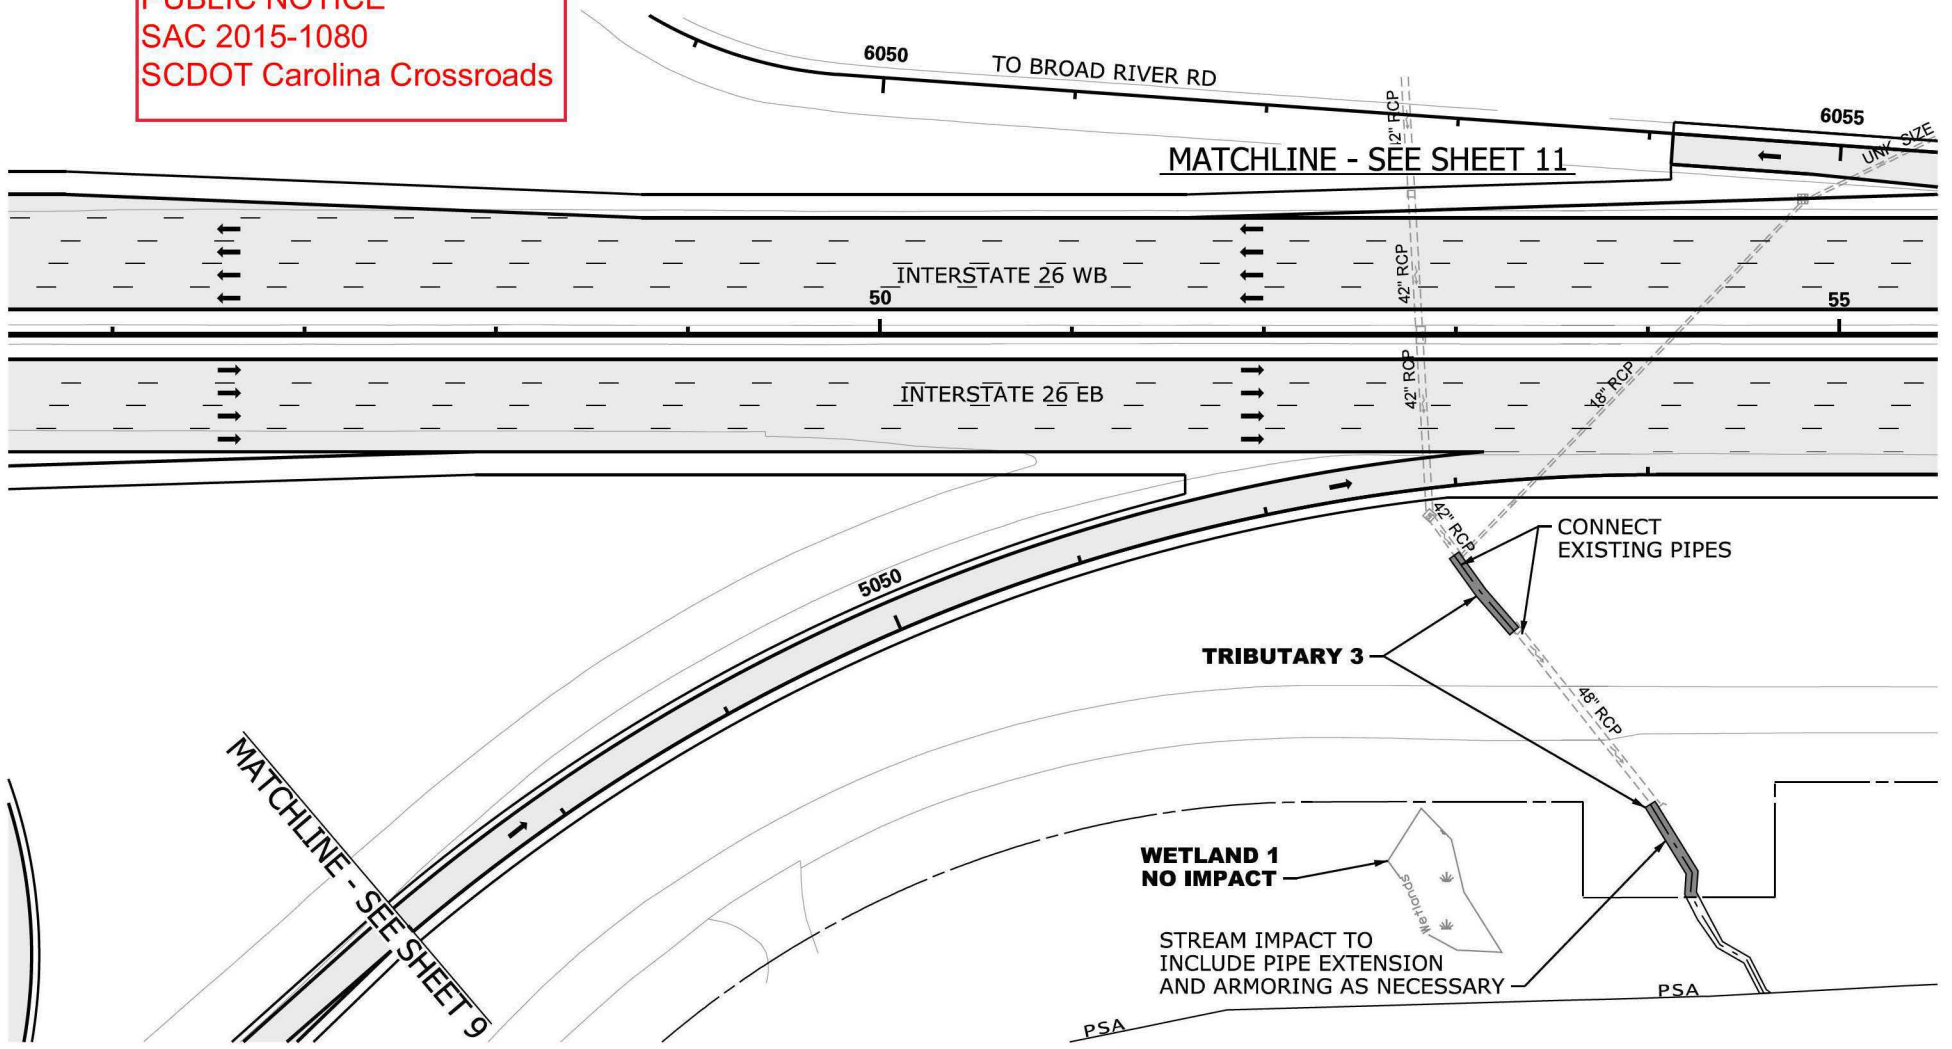 PUBLIC NOTICE
SAC 2015-1080
SCDOT Carolina Crossroads
6050
TO BROAD RIVER RD
6055
UNK SIZE
MATCHLINE - SEE SHEET 11
2" RCP
INTERSTATE 26 WB
42" RCP
50
55
42" RCP
18" RCP
INTERSTATE 26 EB
42" RCP
CONNECT
EXISTING PIPES
5050
TRIBUTARY 3
48" RCP
MATCHLINE - SEE SHEET 9
WETLAND 1
NO IMPACT
Wetlands
STREAM IMPACT TO
INCLUDE PIPE EXTENSION
AND ARMORING AS NECESSARY
PSA
PSA